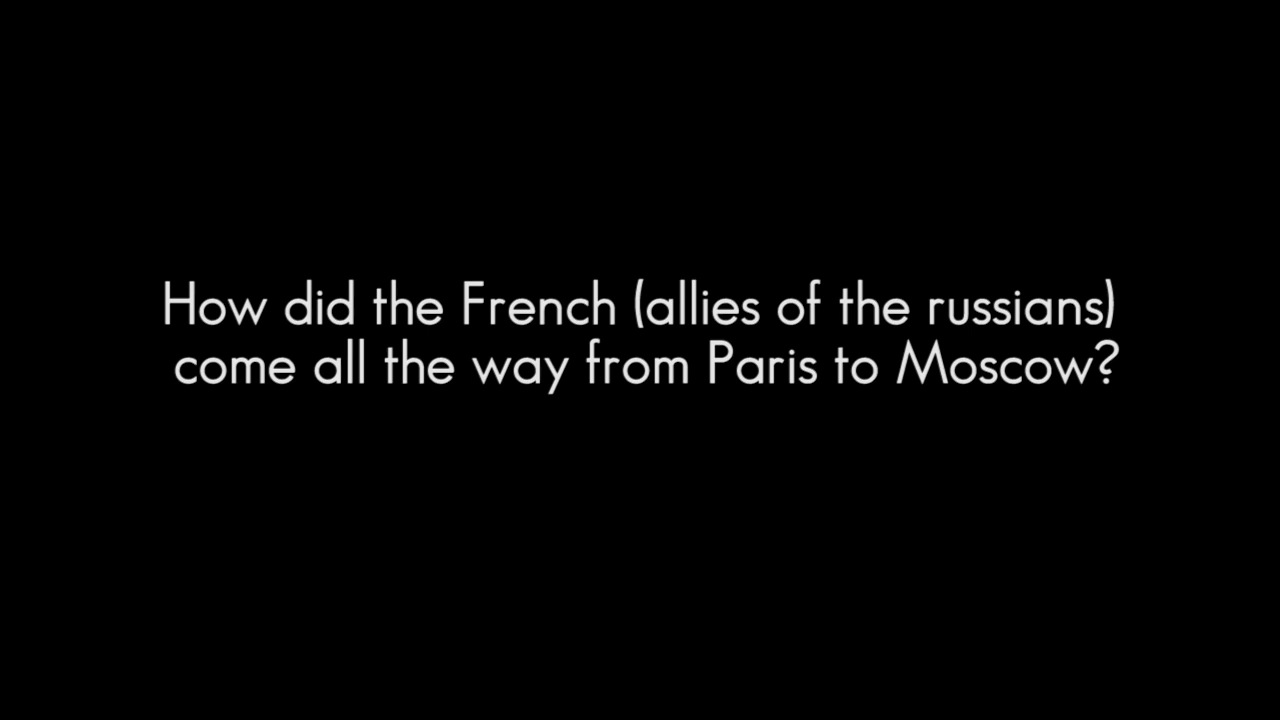 How did the French (allies of the russians)
come all the way from Paris to Moscow?